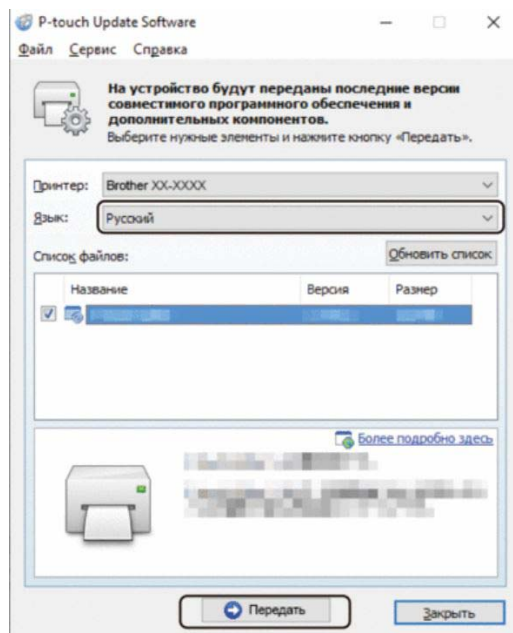 P-touch Update Software
Файл Сервис Справка
На устройство будут переданы последние версии
совместимого программного обеспечения и
дополнительных компонентов.
Выберите нужные элементы и нажмите кнопку «Передать».
Принтер: Brother XX-XXXX
Язык: Русский
Список файлов: Обновить список
Название Версия Размер
Более подробно здесь
Передать Закрыть